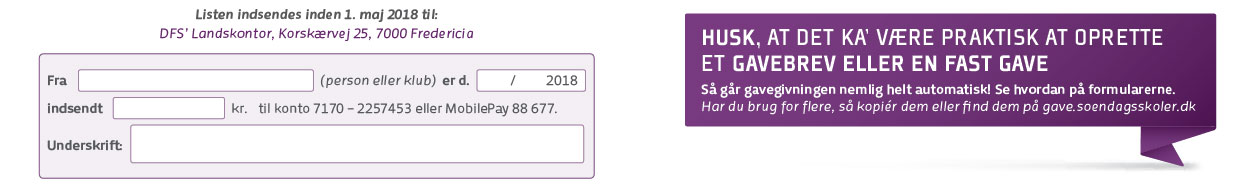 Listen indsendes inden 1. maj 2018 til:
DFS’ Landskontor, Korskærvej 25, 7000 Fredericia
Fra (person eller klub) er d. / 2018
indsendt kr. til konto 7170 – 2257453 eller MobilePay 88 677.
Underskrift:
HUSK, AT DET KA’ VÆRE PRAKTISK AT OPRETTE
ET GAVEBREV ELLER EN FAST GAVE
Så går gavegivningen nemlig helt automatisk! Se hvordan på formularerne.
Har du brug for flere, så kopiér dem eller find dem på gave.soendagsskoler.dk